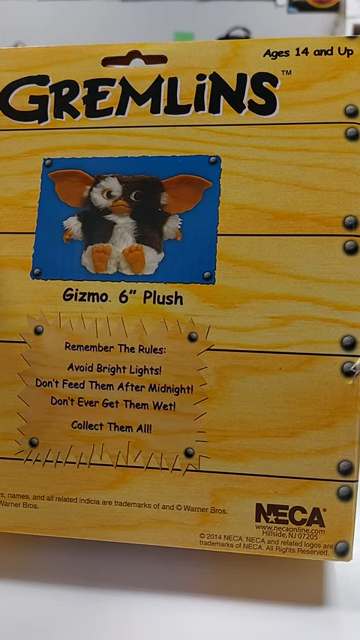 Ages 14 and Up
GREMLINS™
Gizmo 6" Plush
Remember The Rules:
Avoid Bright Lights!
Don't Feed Them After Midnight!
Don't Ever Get Them Wet!
Collect Them All!
names, and all related indicia are trademarks of and © Warner Bros.
Warner Bros.
NECA®
www.necaonline.com
Hillside, NJ 07205
© 2014 NECA. NECA and related logos are
trademarks of NECA. All Rights Reserved.